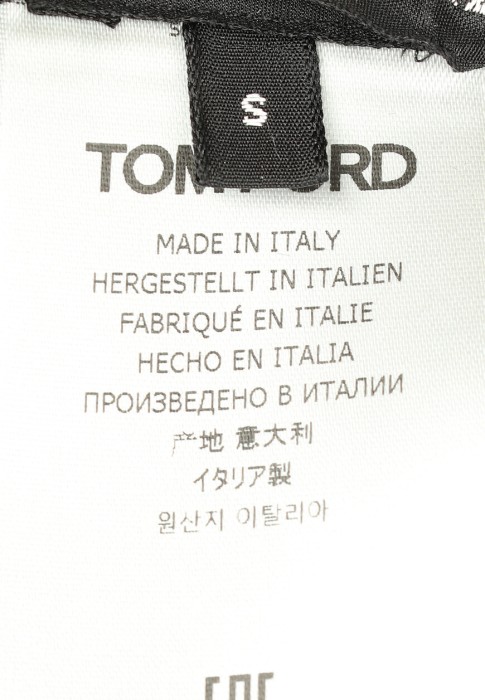 S
TOM FORD
MADE IN ITALY
HERGESTELLT IN ITALIEN
FABRIQUÉ EN ITALIE
HECHO EN ITALIA
ПРОИЗВЕДЕНО В ИТАЛИИ
产地 意大利
イタリア製
원산지 이탈리아